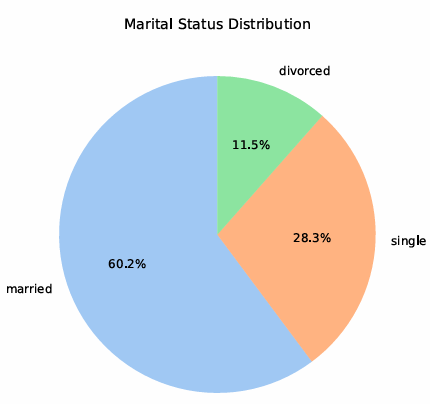 Marital Status Distribution
divorced
11.5%
28.3%
single
60.2%
married